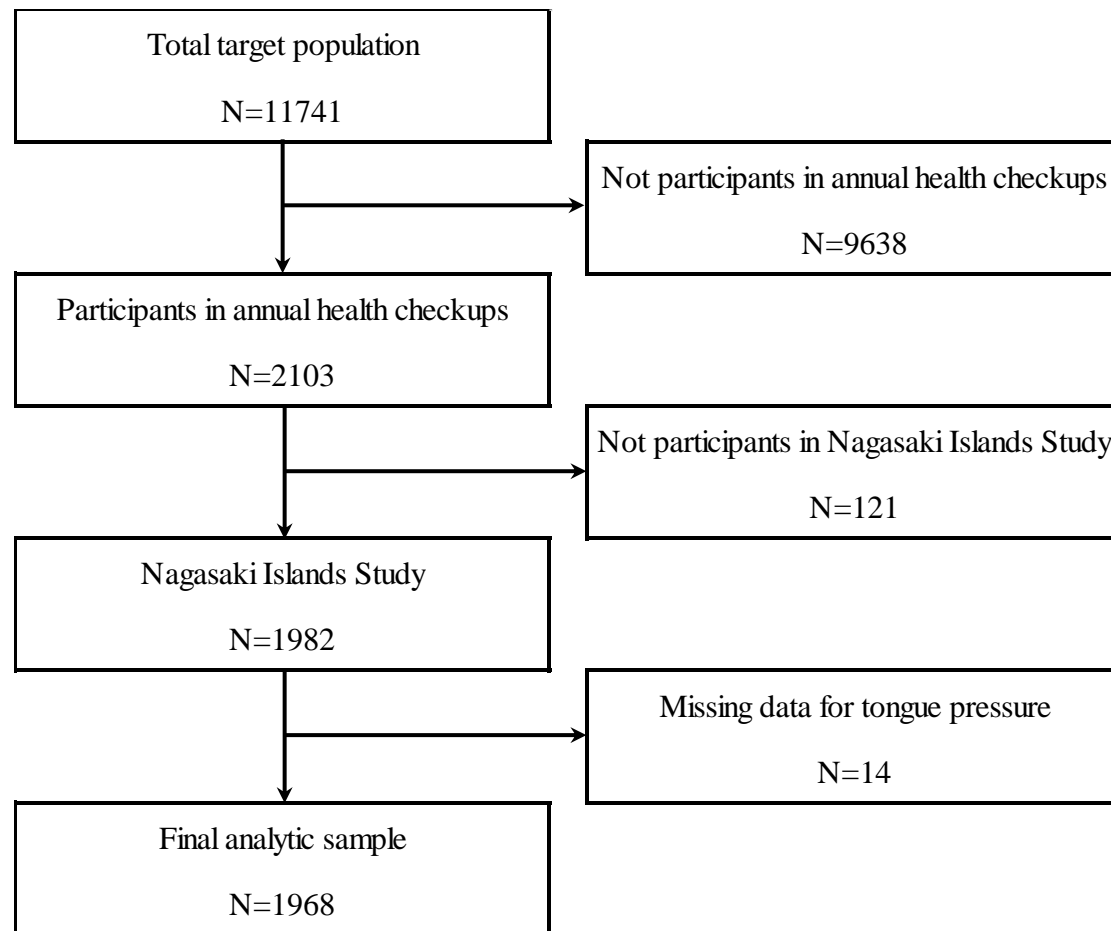 Total target population
N=11741
Not participants in annual health checkups
N=9638
Participants in annual health checkups
N=2103
Not participants in Nagasaki Islands Study
N=121
Nagasaki Islands Study
N=1982
Missing data for tongue pressure
N=14
Final analytic sample
N=1968